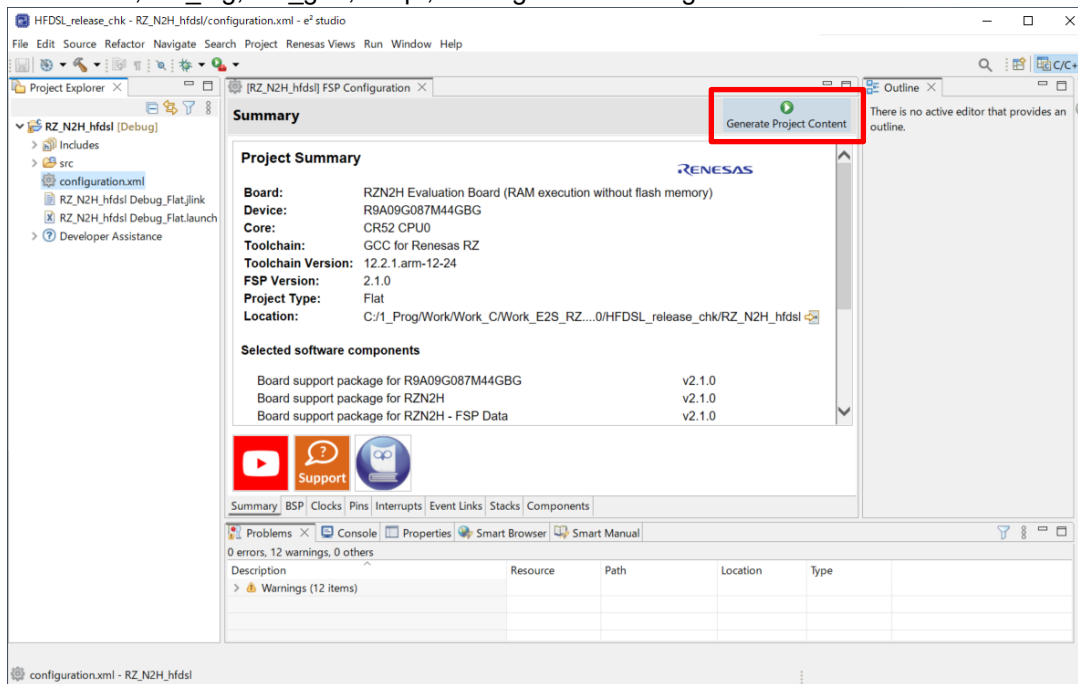 HFDSL_release_chk - RZ_N2H_hfdsl/configuration.xml - e² studio
File Edit Source Refactor Navigate Search Project Renesas Views Run Window Help
C/C+
Project Explorer
[RZ_N2H_hfdsl] FSP Configuration
Outline
Summary
Generate Project Content
There is no active editor that provides an
outline.
RZ_N2H_hfdsl [Debug]
Includes
src
configuration.xml
RZ_N2H_hfdsl Debug_Flat.jlink
RZ_N2H_hfdsl Debug_Flat.launch
Developer Assistance
Project Summary
RENESAS
Board: RZN2H Evaluation Board (RAM execution without flash memory)
Device: R9A09G087M44GBG
Core: CR52 CPU0
Toolchain: GCC for Renesas RZ
Toolchain Version: 12.2.1.arm-12-24
FSP Version: 2.1.0
Project Type: Flat
Location: C:/1_Prog/Work/Work_C/Work_E2S_RZ....0/HFDSL_release_chk/RZ_N2H_hfdsl
Selected software components
Board support package for R9A09G087M44GBG v2.1.0
Board support package for RZN2H v2.1.0
Board support package for RZN2H - FSP Data v2.1.0
Support
Summary BSP Clocks Pins Interrupts Event Links Stacks Components
Problems Console Properties Smart Browser Smart Manual
0 errors, 12 warnings, 0 others
Description Resource Path Location Type
Warnings (12 items)
configuration.xml - RZ_N2H_hfdsl